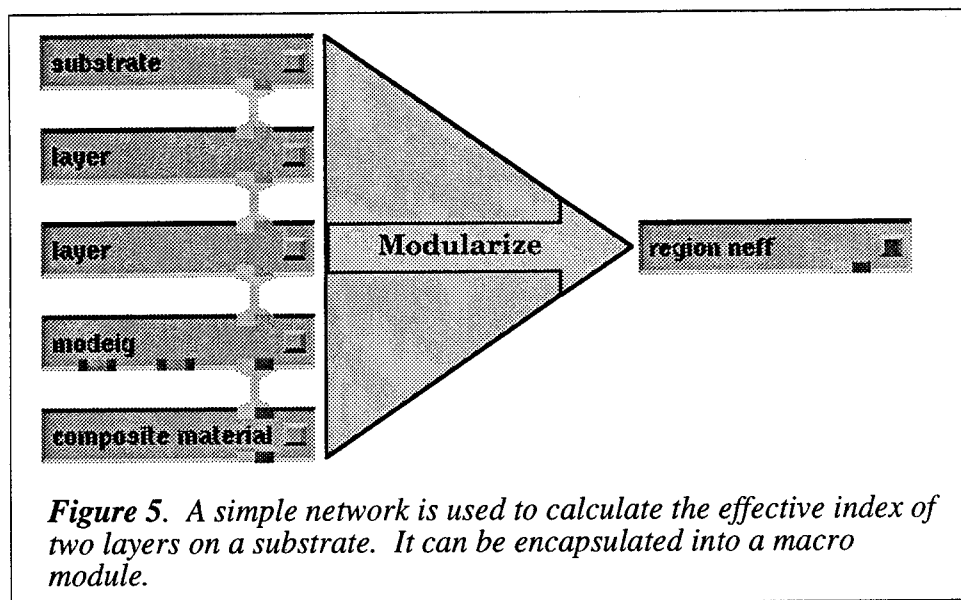 substrate
layer
layer
modeig
composite material
Modularize
region neff
Figure 5. A simple network is used to calculate the effective index of
two layers on a substrate. It can be encapsulated into a macro
module.